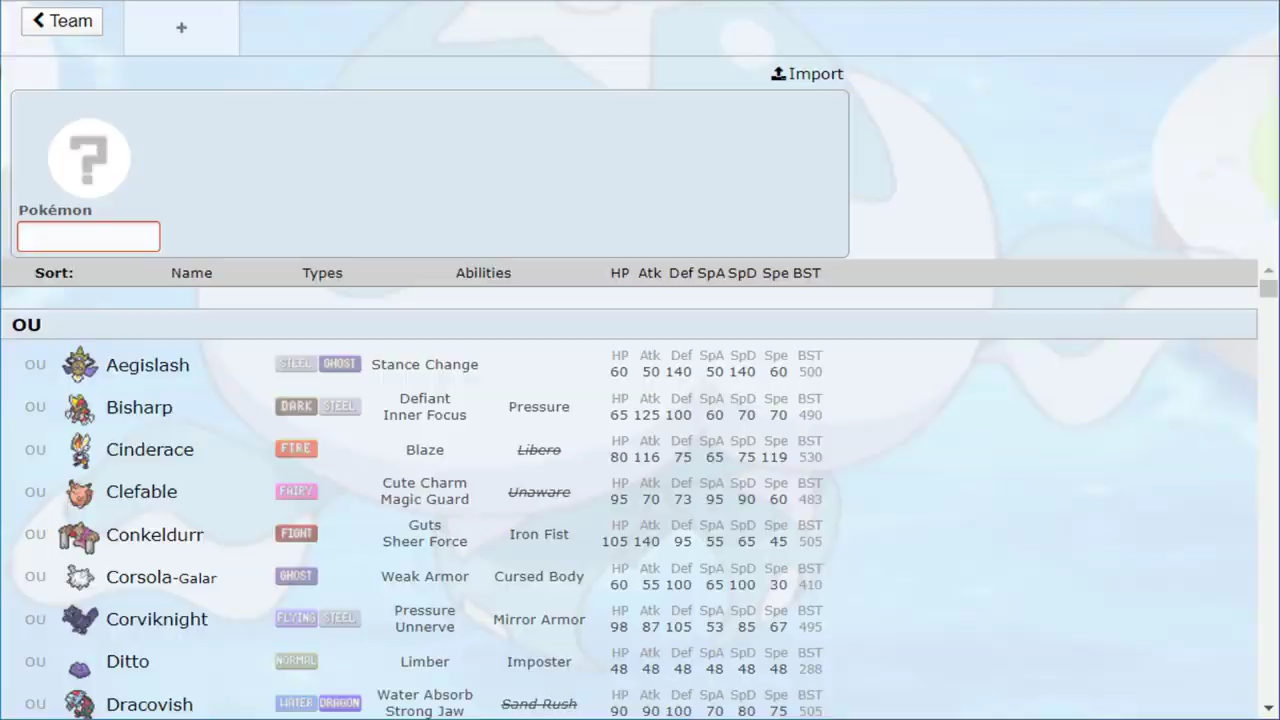 Team
+
Import
?
Pokémon
Sort: Name Types Abilities HP Atk Def SpA SpD Spe BST
OU
OU Aegislash STEEL GHOST Stance Change HP 60 Atk 50 Def 140 SpA 50 SpD 140 Spe 60 BST 500
OU Bisharp DARK STEEL Defiant Inner Focus Pressure HP 65 Atk 125 Def 100 SpA 60 SpD 70 Spe 70 BST 490
OU Cinderace FIRE Blaze Libero HP 80 Atk 116 Def 75 SpA 65 SpD 75 Spe 119 BST 530
OU Clefable FAIRY Cute Charm Magic Guard Unaware HP 95 Atk 70 Def 73 SpA 95 SpD 90 Spe 60 BST 483
OU Conkeldurr FIGHT Guts Sheer Force Iron Fist HP 105 Atk 140 Def 95 SpA 55 SpD 65 Spe 45 BST 505
OU Corsola-Galar GHOST Weak Armor Cursed Body HP 60 Atk 55 Def 100 SpA 65 SpD 100 Spe 30 BST 410
OU Corviknight FLYING STEEL Pressure Unnerve Mirror Armor HP 98 Atk 87 Def 105 SpA 53 SpD 85 Spe 67 BST 495
OU Ditto NORMAL Limber Imposter HP 48 Atk 48 Def 48 SpA 48 SpD 48 Spe 48 BST 288
OU Dracovish WATER DRAGON Water Absorb Strong Jaw Sand Rush HP 90 Atk 90 Def 100 SpA 70 SpD 80 Spe 75 BST 505